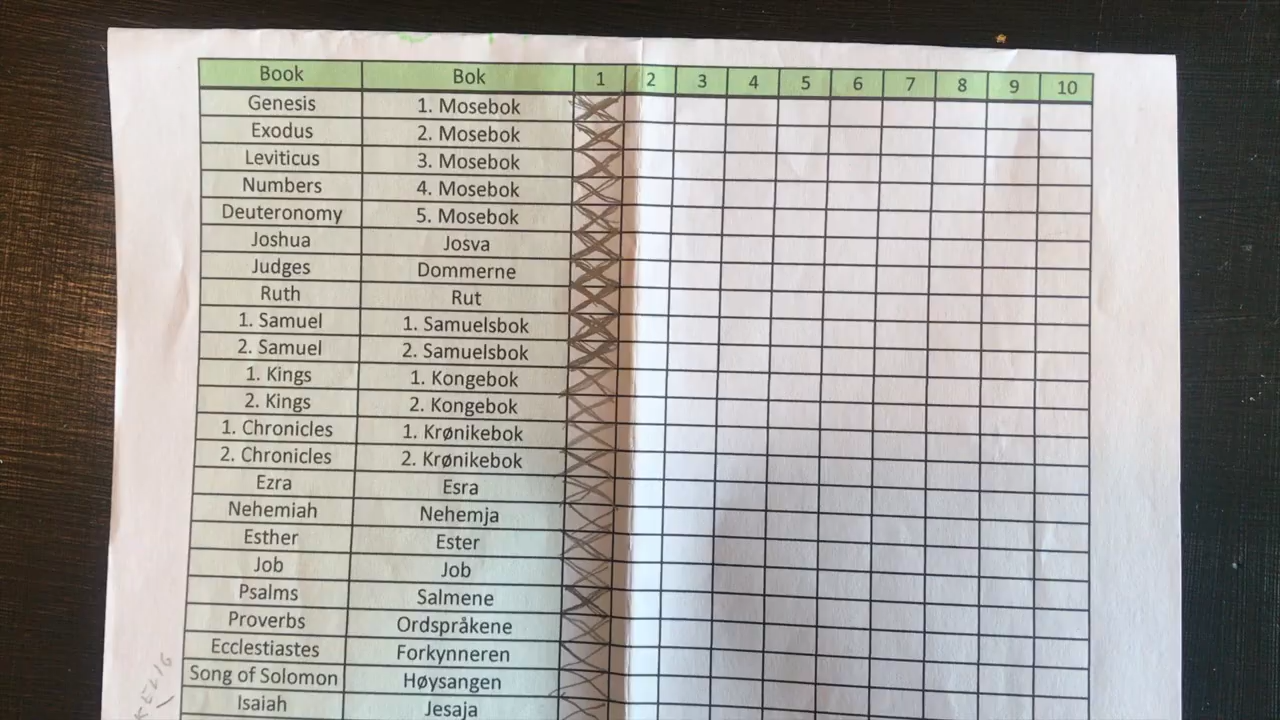 Book Bok 1 2 3 4 5 6 7 8 9 10
Genesis 1. Mosebok
Exodus 2. Mosebok
Leviticus 3. Mosebok
Numbers 4. Mosebok
Deuteronomy 5. Mosebok
Joshua Josva
Judges Dommerne
Ruth Rut
1. Samuel 1. Samuelsbok
2. Samuel 2. Samuelsbok
1. Kings 1. Kongebok
2. Kings 2. Kongebok
1. Chronicles 1. Krønikebok
2. Chronicles 2. Krønikebok
Ezra Esra
Nehemiah Nehemja
Esther Ester
Job Job
Psalms Salmene
Proverbs Ordspråkene
Ecclestiastes Forkynneren
Song of Solomon Høysangen
Isaiah Jesaja